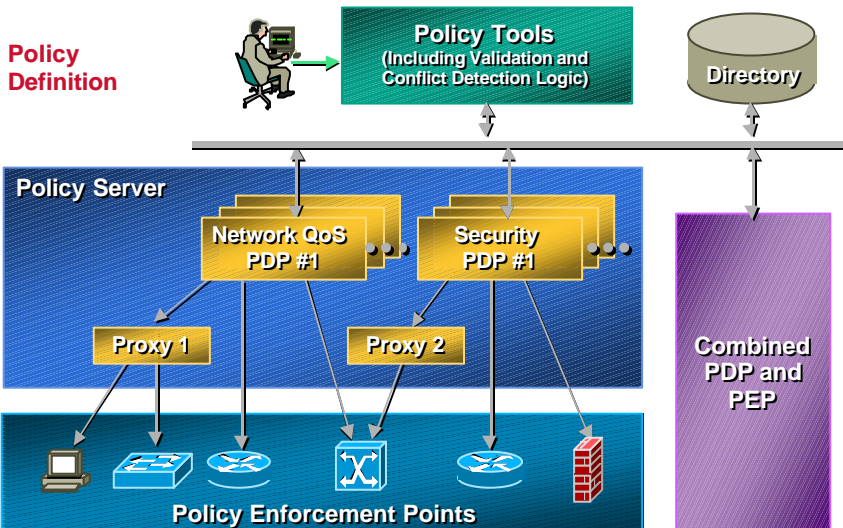 Policy
Definition
Policy Tools
(Including Validation and
Conflict Detection Logic)
Directory
Policy Server
Network QoS
PDP #1
Security
PDP #1
Proxy 1
Proxy 2
Combined
PDP and
PEP
Policy Enforcement Points